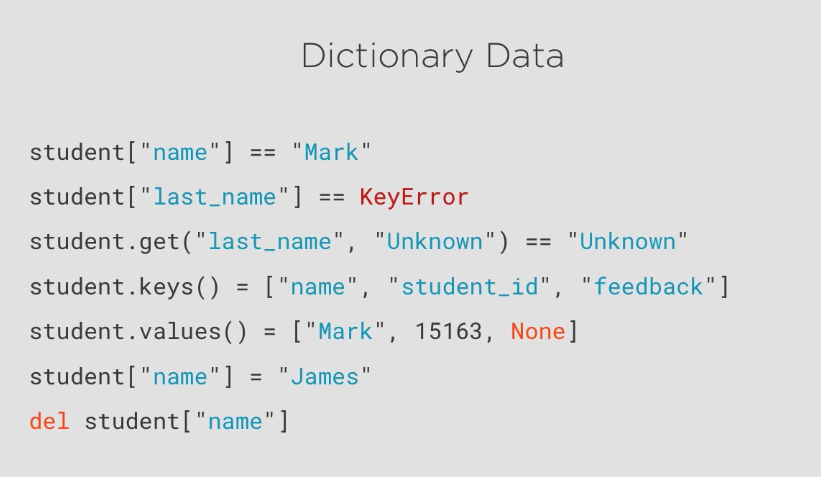 Dictionary Data
student["name"] == "Mark"
student["last_name"] == KeyError
student.get("last_name", "Unknown") == "Unknown"
student.keys() = ["name", "student_id", "feedback"]
student.values() = ["Mark", 15163, None]
student["name"] = "James"
del student["name"]